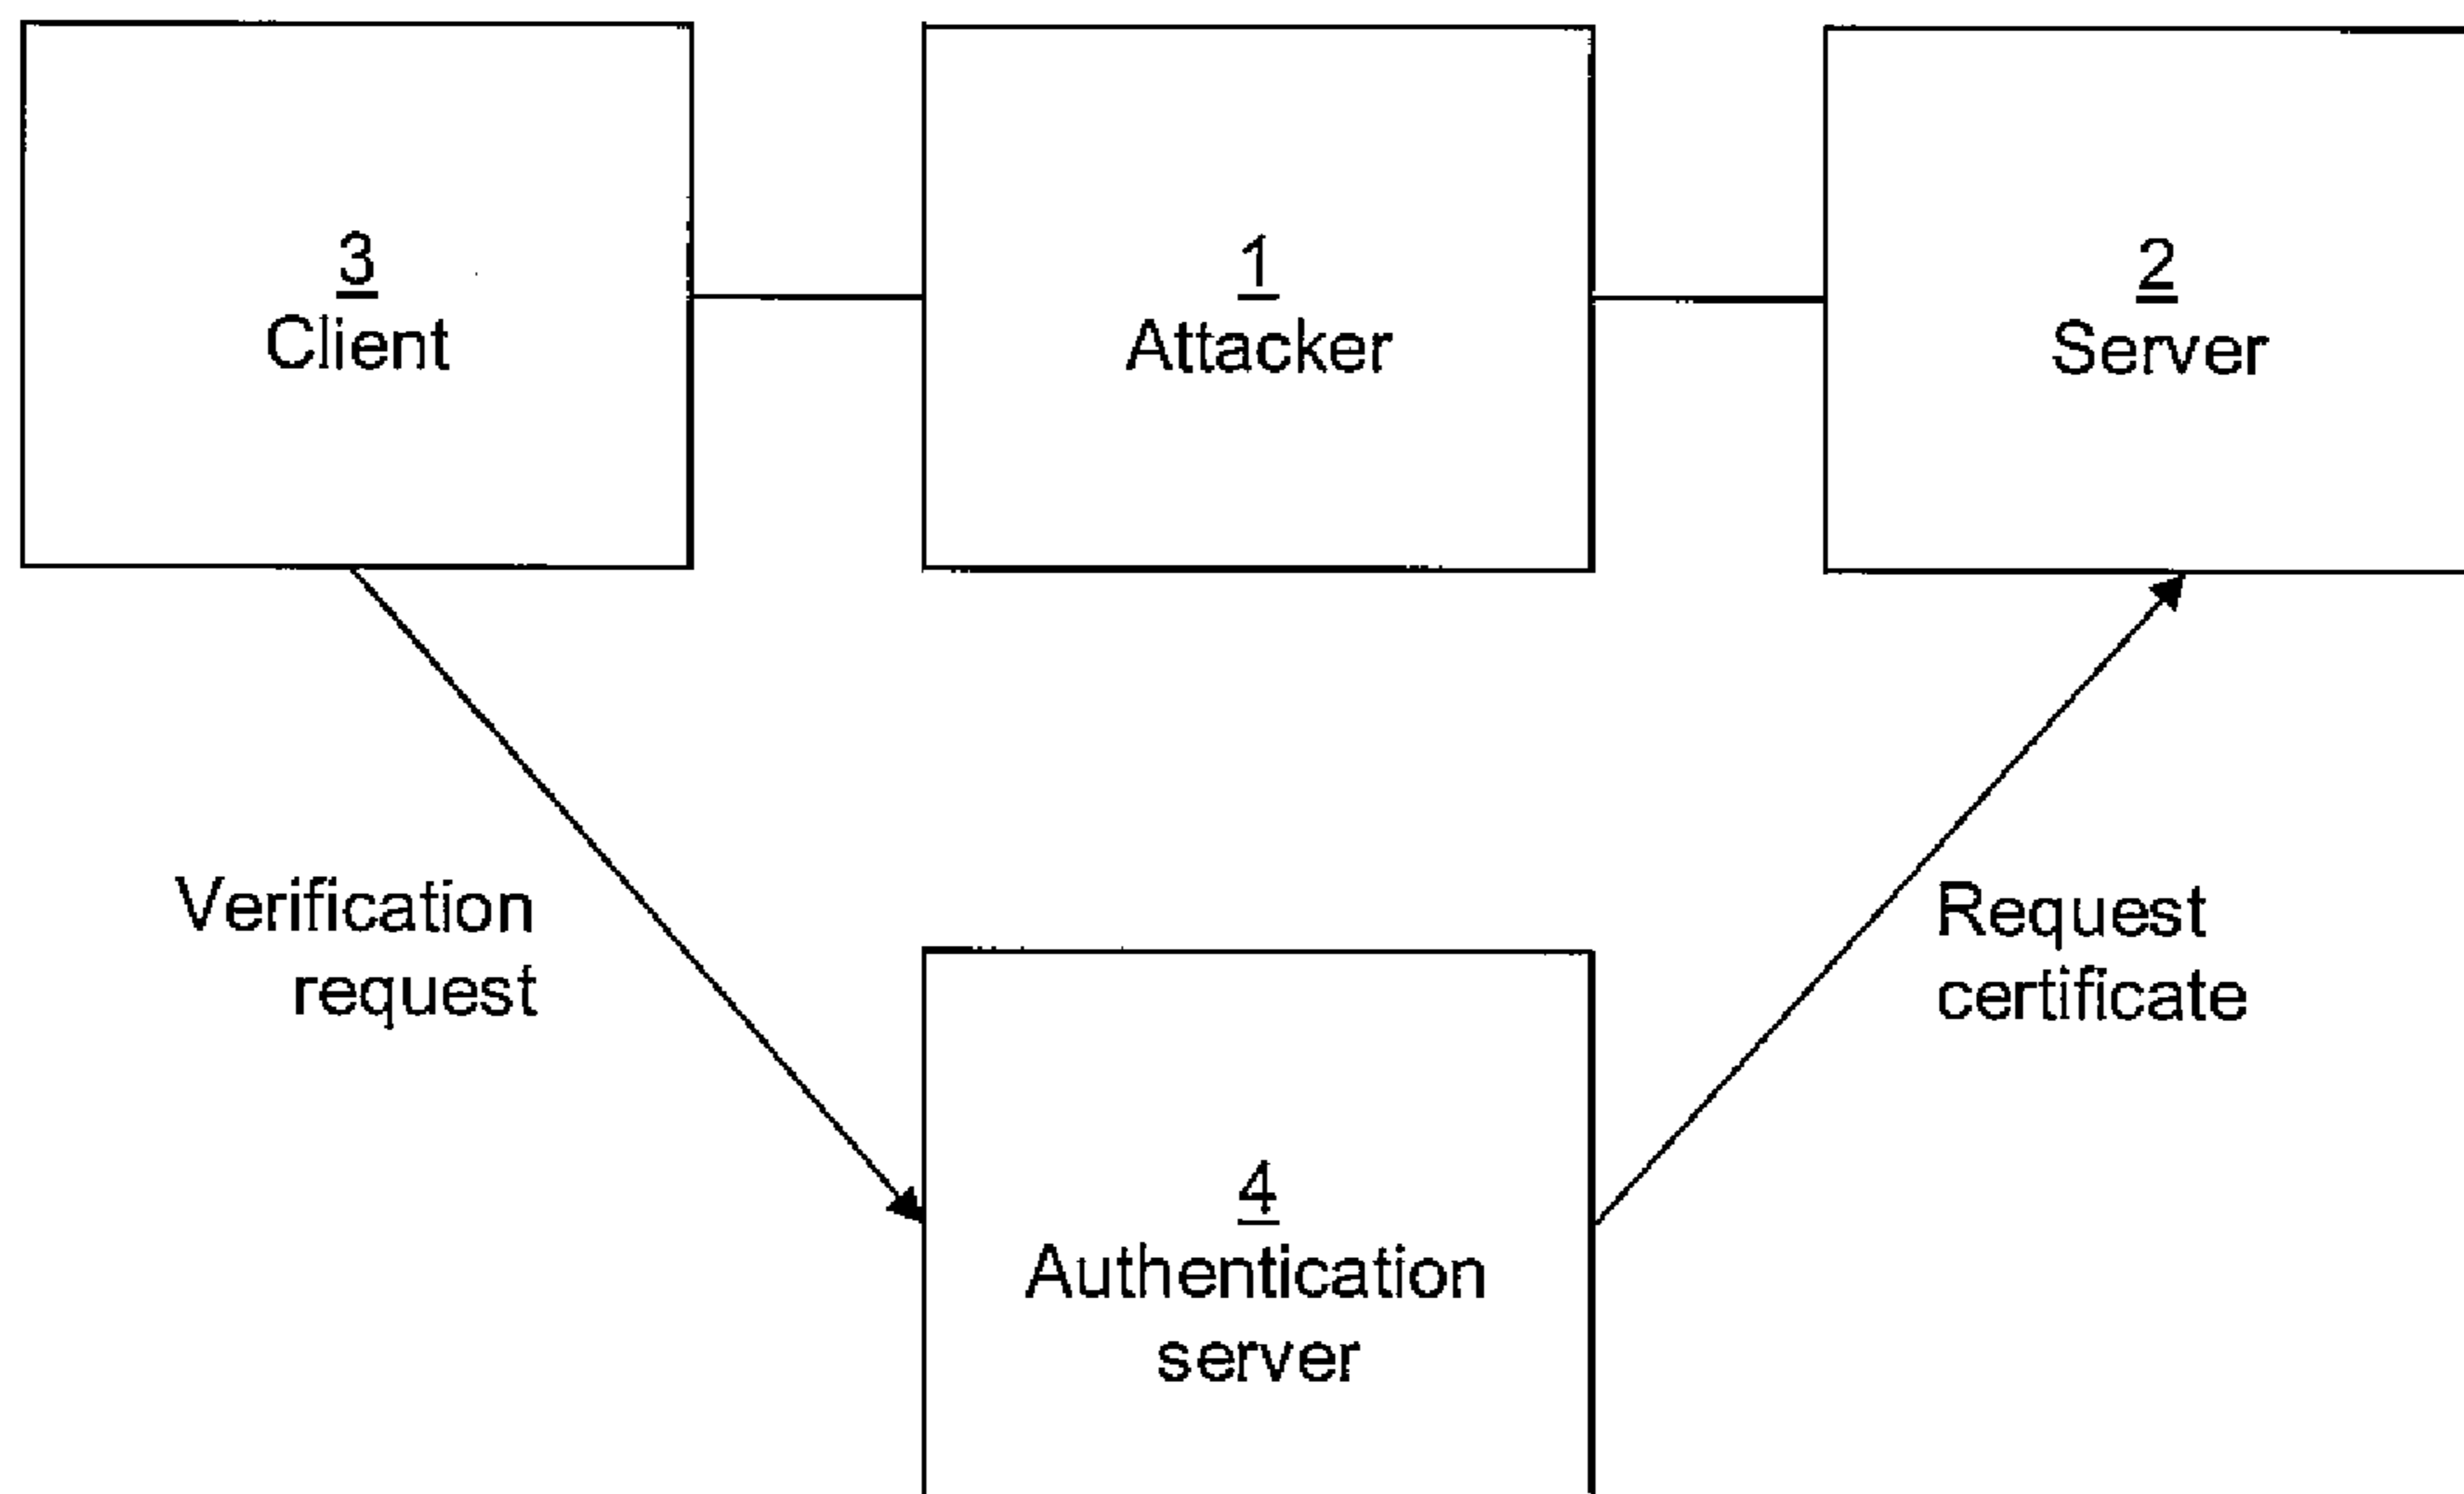 3
Client
1
Attacker
2
Server
Verification
request
Request
certificate
4
Authentication
server